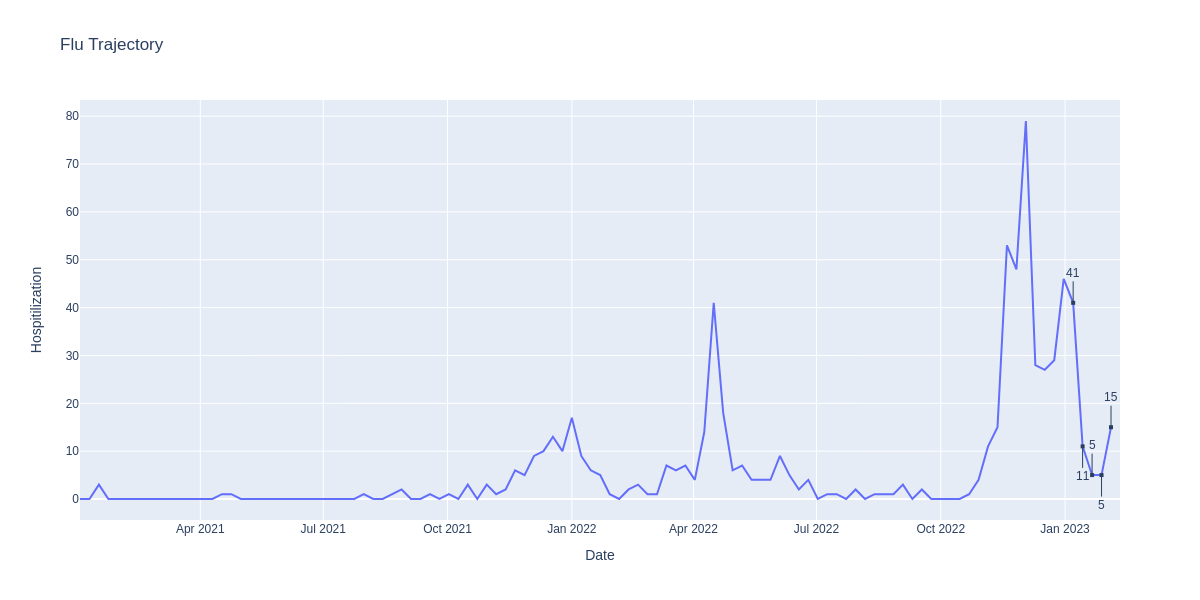 Flu Trajectory
Hospitilization
80
70
60
50
40
30
20
10
0
41
11
5
5
15
Apr 2021
Jul 2021
Oct 2021
Jan 2022
Apr 2022
Jul 2022
Oct 2022
Jan 2023
Date